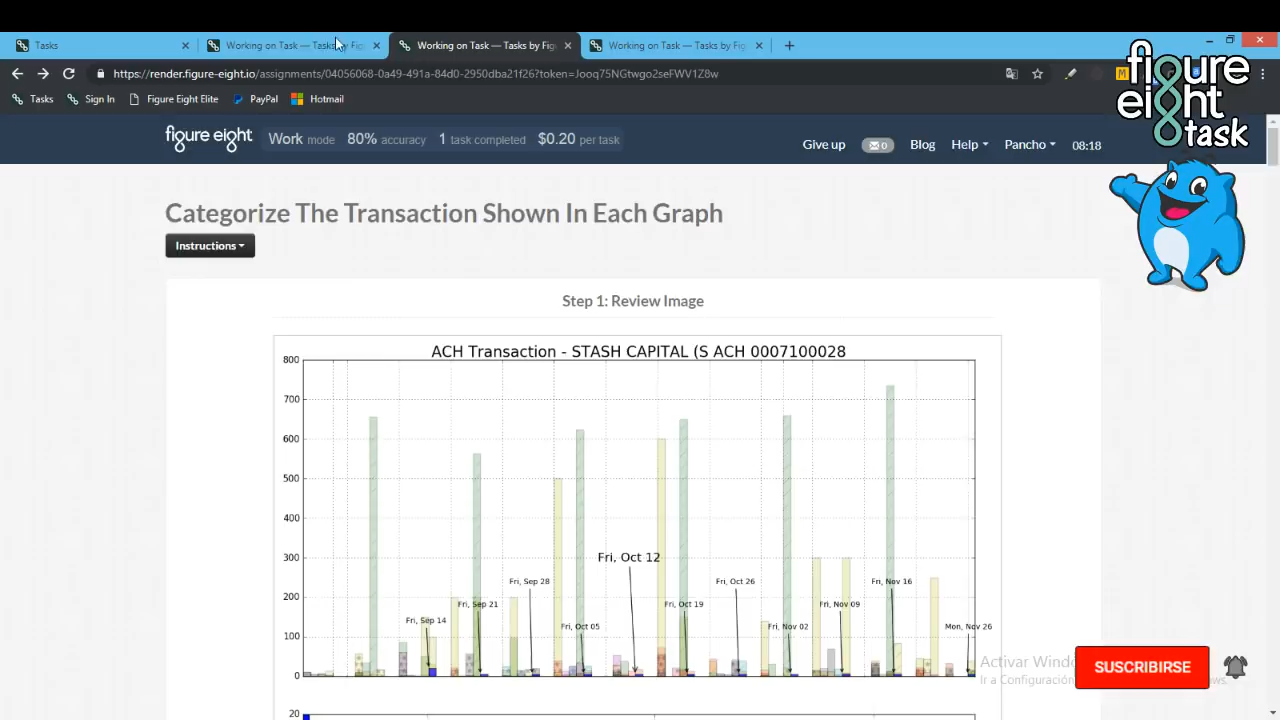 Tasks
Working on Task — Tasks by Fig
Working on Task — Tasks by Fig
Working on Task — Tasks by Fig
https://render.figure-eight.io/assignments/04056068-0a49-491a-84d0-2950dba21f26?token=Jooq75NGtwgo2seFWV1Z8w
Tasks
Sign In
Figure Eight Elite
PayPal
Hotmail
figure
eight
task
figure eight
Work mode 80% accuracy 1 task completed $0.20 per task
Give up
0
Blog
Help
Pancho
08:18
Categorize The Transaction Shown In Each Graph
Instructions
Step 1: Review Image
ACH Transaction - STASH CAPITAL (S ACH 0007100028
800
700
600
500
400
300
200
100
0
Fri, Sep 14
Fri, Sep 21
Fri, Sep 28
Fri, Oct 05
Fri, Oct 12
Fri, Oct 19
Fri, Oct 26
Fri, Nov 02
Fri, Nov 09
Fri, Nov 16
Mon, Nov 26
20
Activar
Ir a Configuración
SUSCRIBIRSE